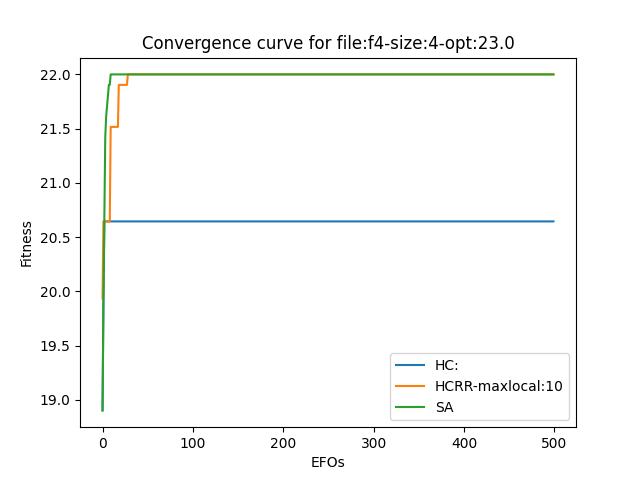 Convergence curve for file:f4-size:4-opt:23.0
22.0
21.5
21.0
20.5
20.0
19.5
19.0
Fitness
0
100
200
300
400
500
EFOs
HC:
HCRR-maxlocal:10
SA